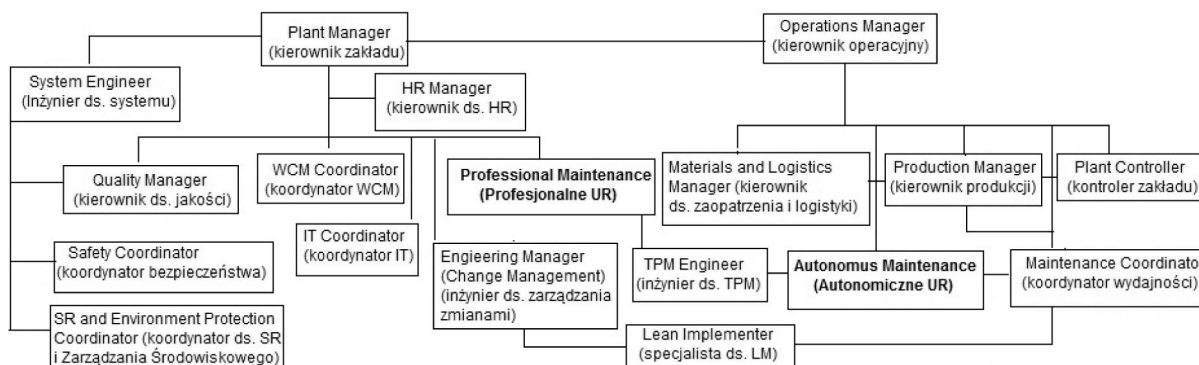 Plant Manager
(kierownik zakładu)
Operations Manager
(kierownik operacyjny)
System Engineer
(Inżynier ds. systemu)
HR Manager
(kierownik ds. HR)
Quality Manager
(kierownik ds. jakości)
WCM Coordinator
(koordynator WCM)
Professional Maintenance
(Profesjonalne UR)
Materials and Logistics
Manager (kierownik
ds. zaopatrzenia i logistyki)
Production Manager
(kierownik produkcji)
Plant Controller
(kontroler zakładu)
Safety Coordinator
(koordynator bezpieczeństwa)
IT Coordinator
(koordynator IT)
Engieering Manager
(Change Management)
(inżynier ds. zarządzania
zmianami)
TPM Engineer
(inżynier ds. TPM)
Autonomus Maintenance
(Autonomiczne UR)
Maintenance Coordinato
(koordynator wydajności)
SR and Environment Protection
Coordinator (koordynator ds. SR
i Zarządzania Środowiskowego)
Lean Implementer
(specjalista ds. LM)